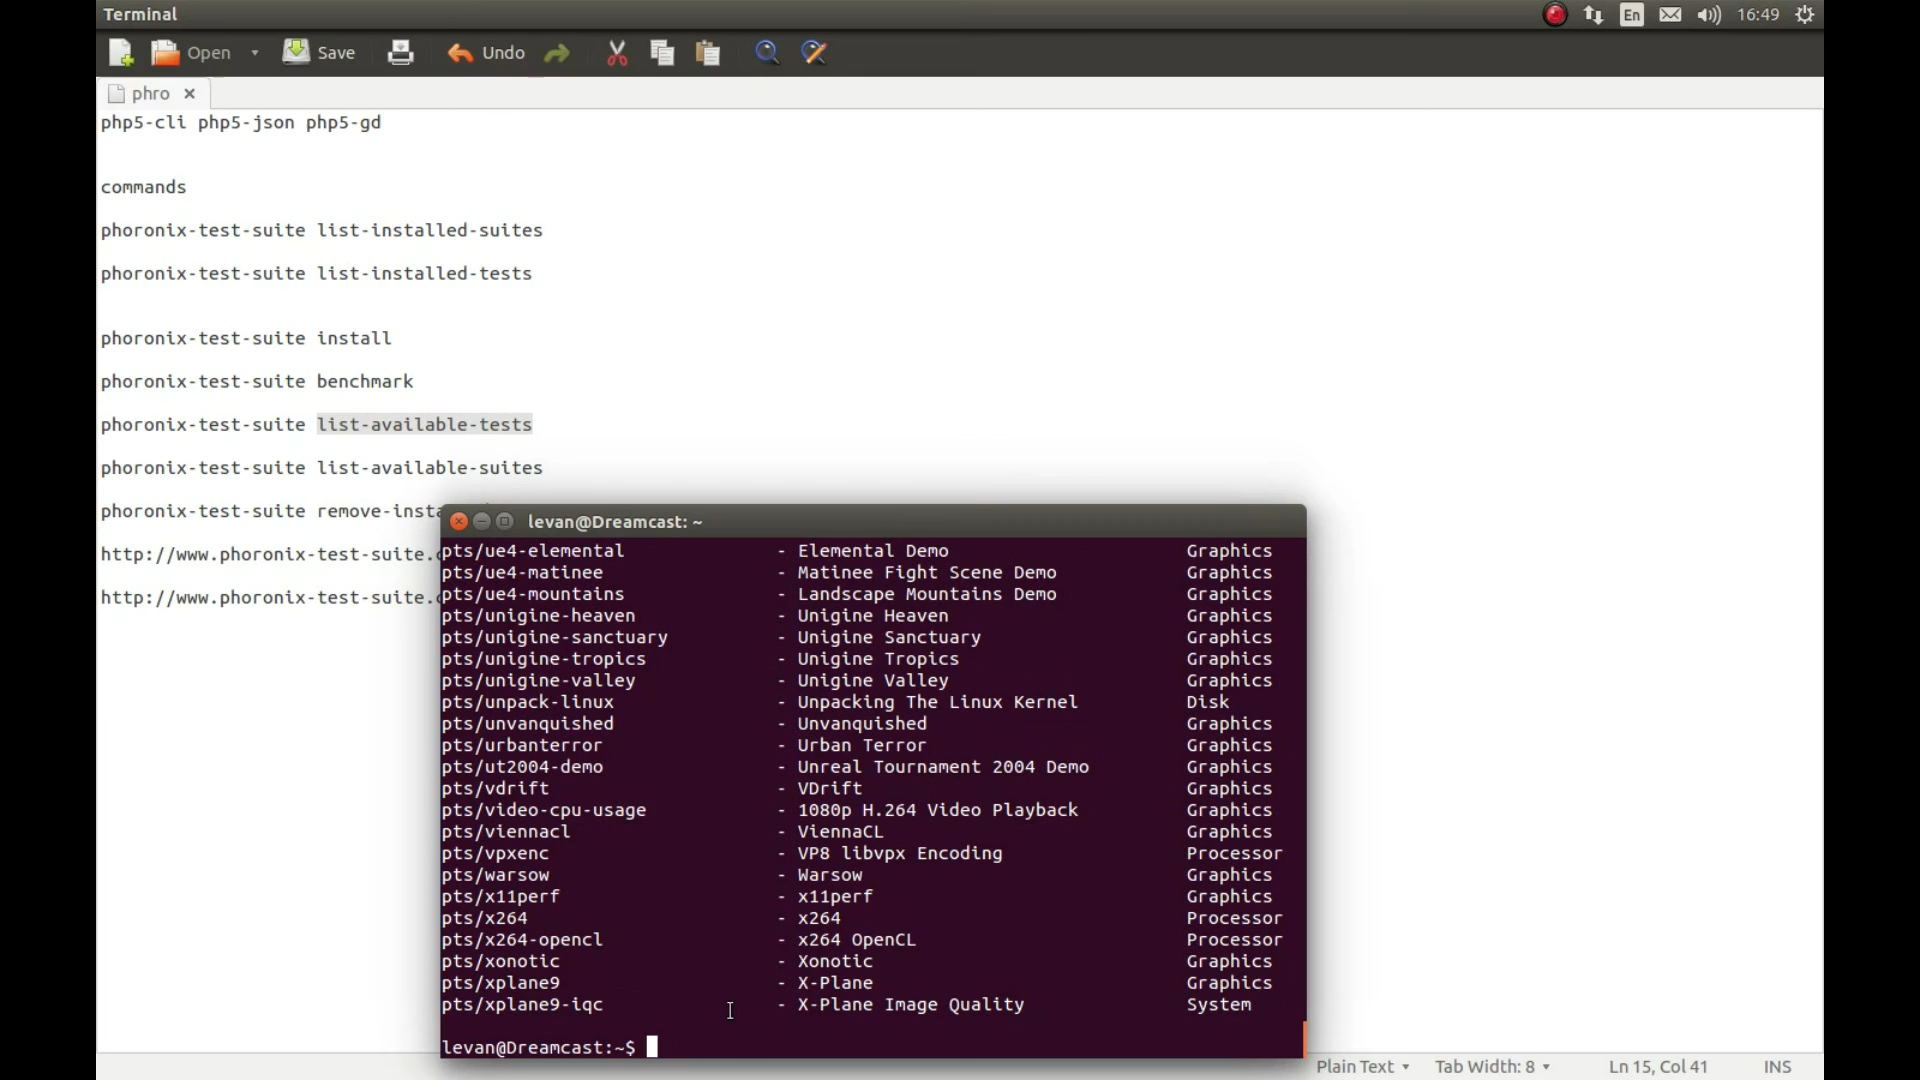 Terminal
En
16:49
Open
Save
Undo
phro
php5-cli php5-json php5-gd
commands
phoronix-test-suite list-installed-suites
phoronix-test-suite list-installed-tests
phoronix-test-suite install
phoronix-test-suite benchmark
phoronix-test-suite list-available-tests
phoronix-test-suite list-available-suites
phoronix-test-suite remove-insta
http://www.phoronix-test-suite.
http://www.phoronix-test-suite.
levan@Dreamcast: ~
pts/ue4-elemental - Elemental Demo Graphics
pts/ue4-matinee - Matinee Fight Scene Demo Graphics
pts/ue4-mountains - Landscape Mountains Demo Graphics
pts/unigine-heaven - Unigine Heaven Graphics
pts/unigine-sanctuary - Unigine Sanctuary Graphics
pts/unigine-tropics - Unigine Tropics Graphics
pts/unigine-valley - Unigine Valley Graphics
pts/unpack-linux - Unpacking The Linux Kernel Disk
pts/unvanquished - Unvanquished Graphics
pts/urbanterror - Urban Terror Graphics
pts/ut2004-demo - Unreal Tournament 2004 Demo Graphics
pts/vdrift - VDrift Graphics
pts/video-cpu-usage - 1080p H.264 Video Playback Graphics
pts/viennacl - ViennaCL Graphics
pts/vpxenc - VP8 libvpx Encoding Processor
pts/warsow - Warsow Graphics
pts/x11perf - x11perf Graphics
pts/x264 - x264 Processor
pts/x264-opencl - x264 OpenCL Processor
pts/xonotic - Xonotic Graphics
pts/xplane9 - X-Plane Graphics
pts/xplane9-iqc - X-Plane Image Quality System
levan@Dreamcast:~$
Plain Text
Tab Width: 8
Ln 15, Col 41
INS